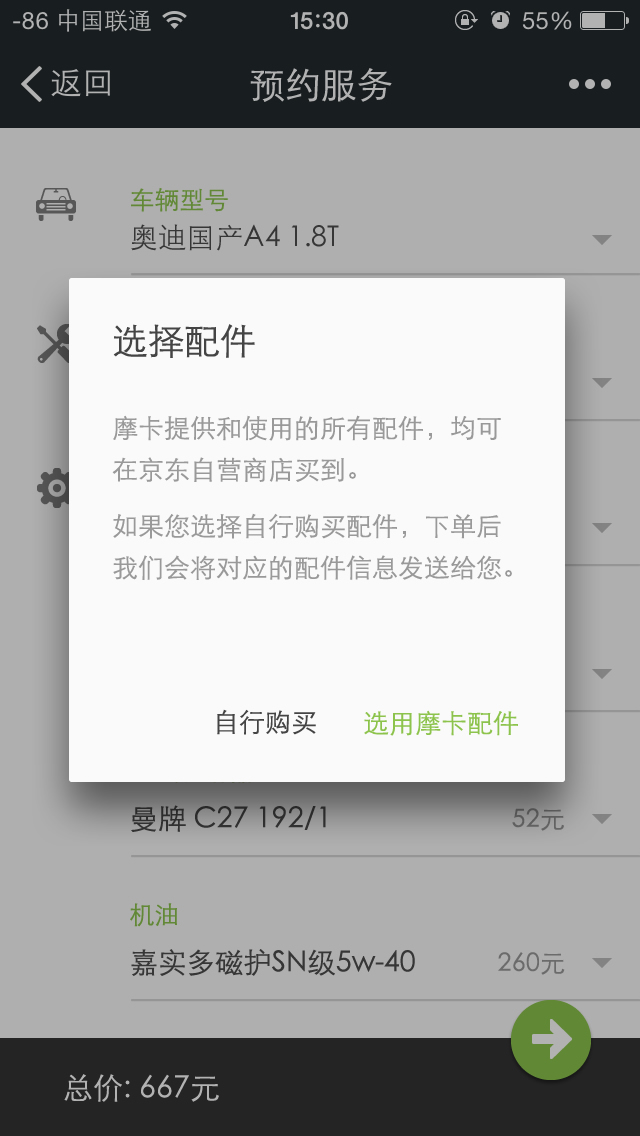 -86 中国联通 15:30 55%
返回 预约服务
车辆型号
奥迪国产A4 1.8T
选择配件
摩卡提供和使用的所有配件，均可
在京东自营商店买到。
如果您选择自行购买配件，下单后
我们会将对应的配件信息发送给您。
自行购买 选用摩卡配件
曼牌 C27 192/1 52元
机油
嘉实多磁护SN级5w-40 260元
总价: 667元